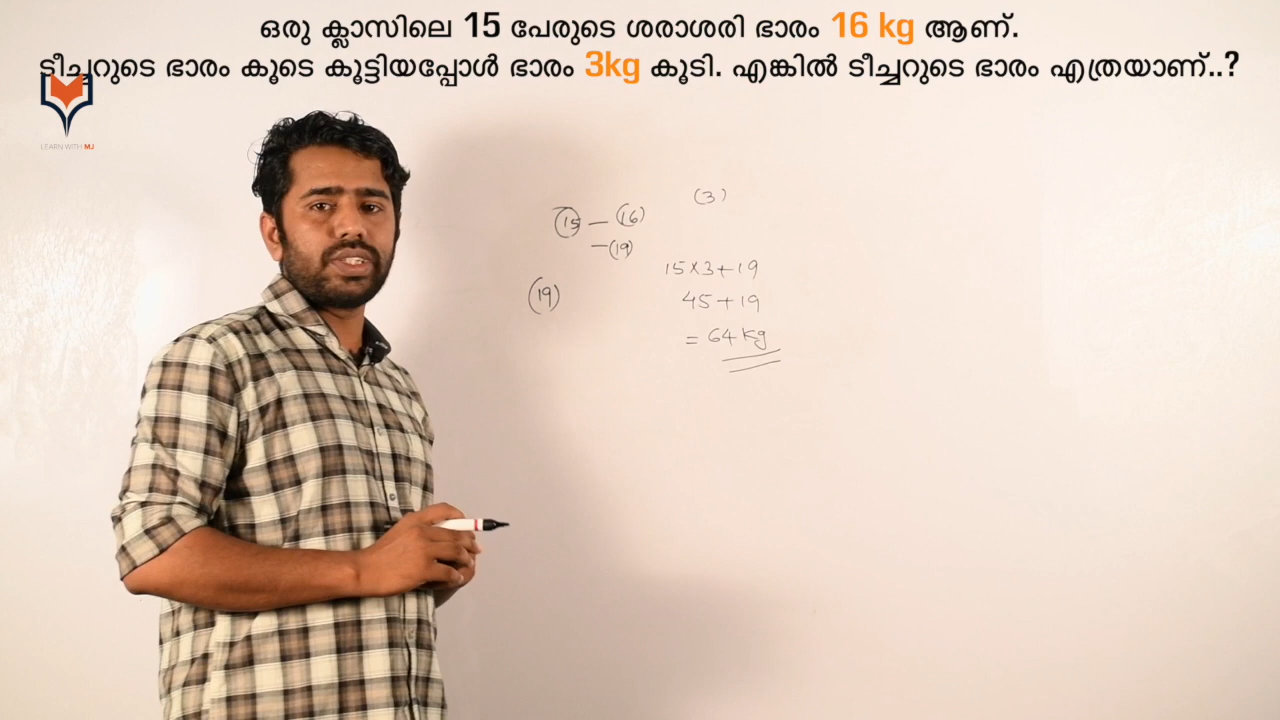 ഒരു ക്ലാസിലെ 15 പേരുടെ ശരാശരി ഭാരം 16 kg ആണ്.
ടീച്ചറുടെ ഭാരം കൂടെ കൂട്ടിയപ്പോൾ ഭാരം 3kg കൂടി. എങ്കിൽ ടീച്ചറുടെ ഭാരം എത്രയാണ്..?
LEARN WITH MJ
(3)
15 — 16
— 19
15×3+19
19
45+19
= 64 kg